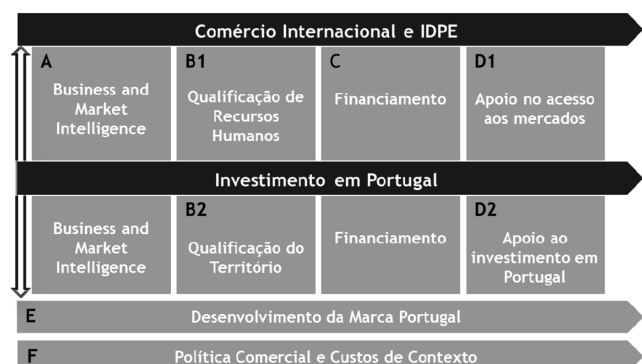 Comércio Internacional e IDPE
A
Business and
Market
Intelligence
B1
Qualificação de
Recursos
Humanos
C
Financiamento
D1
Apoio no acesso
aos mercados
Investimento em Portugal
Business and
Market
Intelligence
B2
Qualificação do
Território
Financiamento
D2
Apoio ao
investimento em
Portugal
E
Desenvolvimento da Marca Portugal
F
Política Comercial e Custos de Contexto